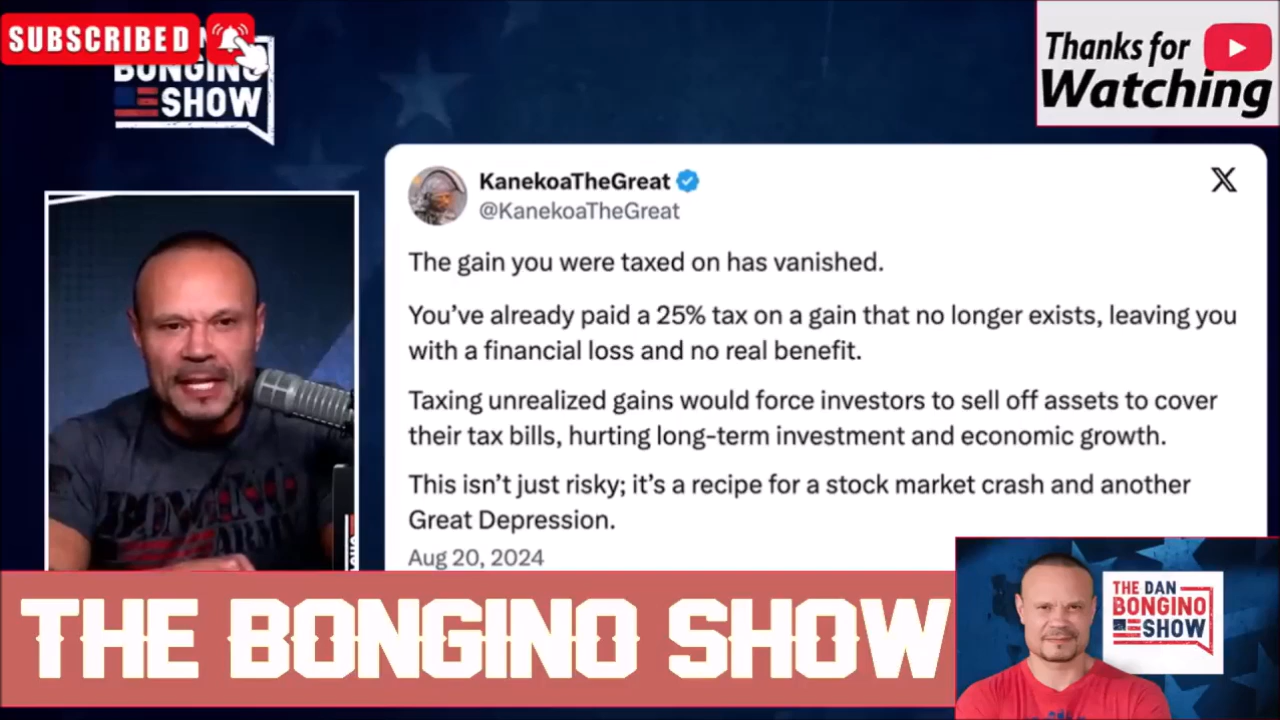 SUBSCRIBED
BONGINO
SHOW
Thanks for
Watching
KanekoaTheGreat
@KanekoaTheGreat
The gain you were taxed on has vanished.
You’ve already paid a 25% tax on a gain that no longer exists, leaving you
with a financial loss and no real benefit.
Taxing unrealized gains would force investors to sell off assets to cover
their tax bills, hurting long-term investment and economic growth.
This isn’t just risky; it’s a recipe for a stock market crash and another
Great Depression.
Aug 20, 2024
BONGINO
ARMY
THE BONGINO SHOW
THE DAN
BONGINO
SHOW